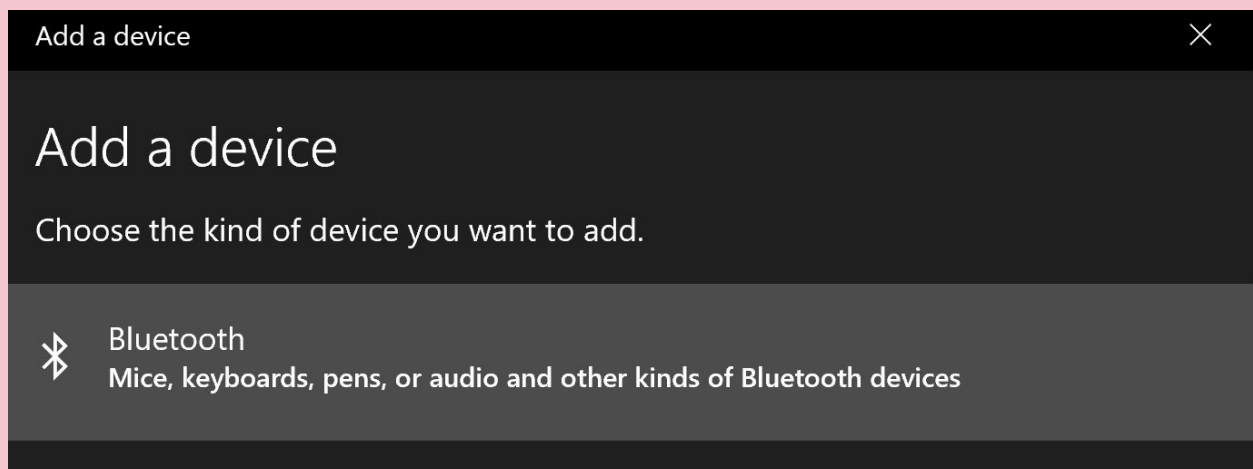 Add a device
Add a device
Choose the kind of device you want to add.
Bluetooth
Mice, keyboards, pens, or audio and other kinds of Bluetooth devices